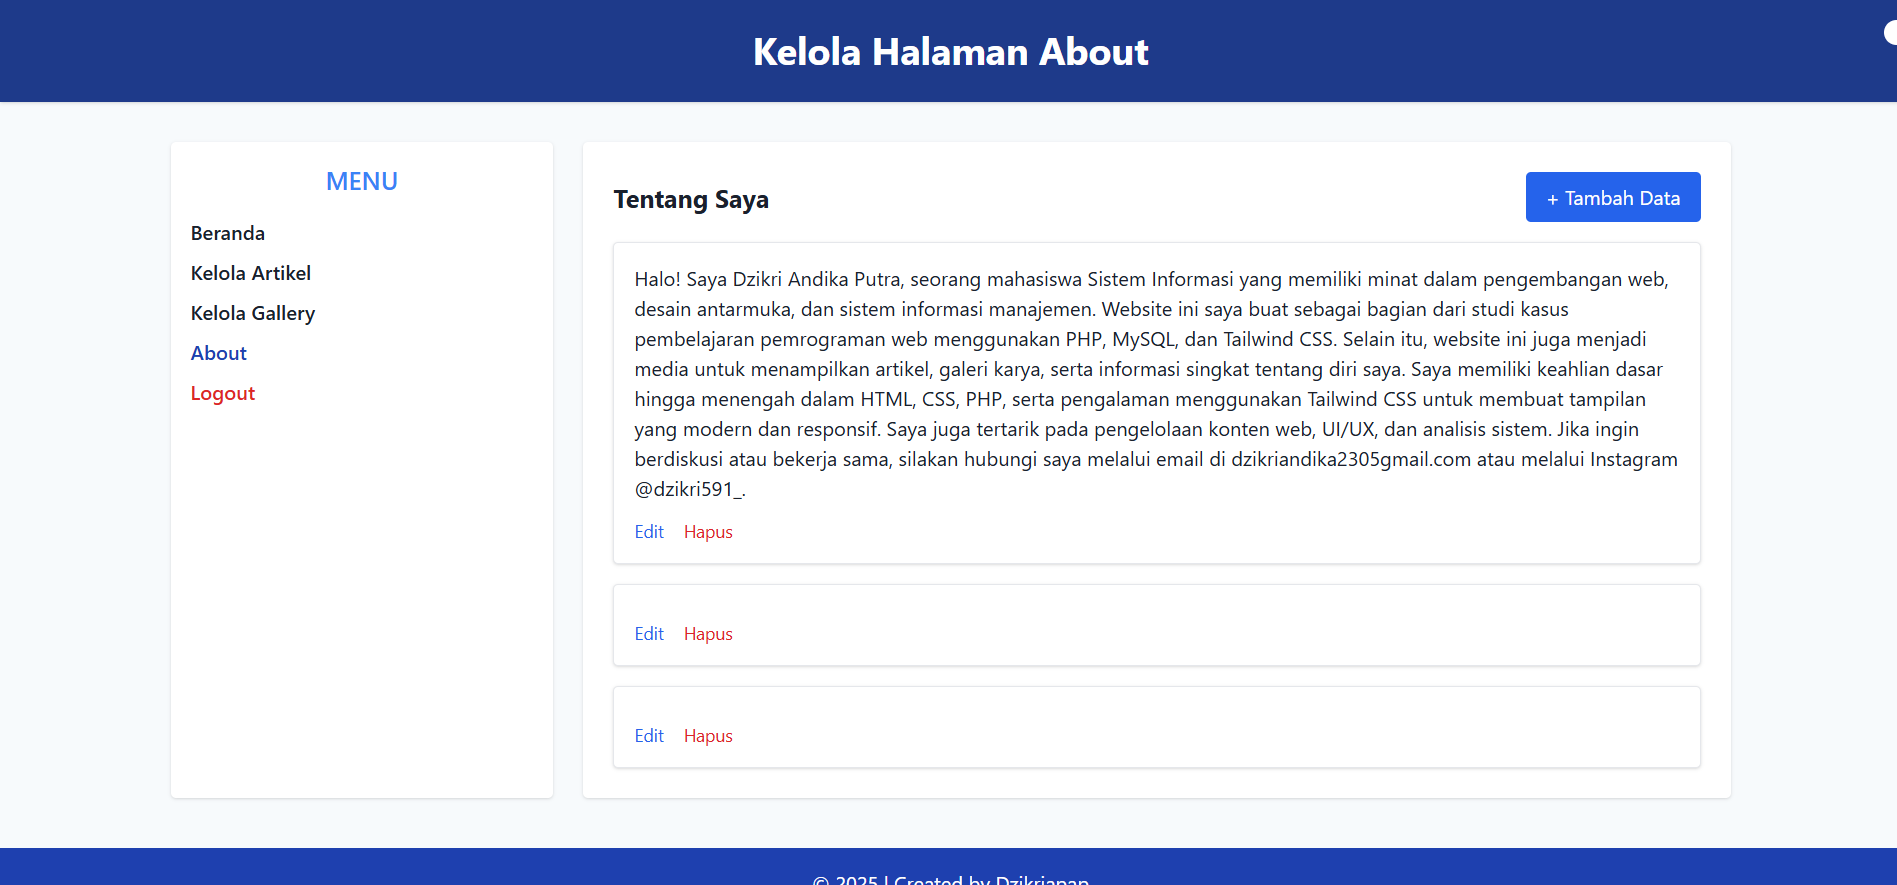 Kelola Halaman About
MENU
Beranda
Kelola Artikel
Kelola Gallery
About
Logout
Tentang Saya
+ Tambah Data
Halo! Saya Dzikri Andika Putra, seorang mahasiswa Sistem Informasi yang memiliki minat dalam pengembangan web,
desain antarmuka, dan sistem informasi manajemen. Website ini saya buat sebagai bagian dari studi kasus
pembelajaran pemrograman web menggunakan PHP, MySQL, dan Tailwind CSS. Selain itu, website ini juga menjadi
media untuk menampilkan artikel, galeri karya, serta informasi singkat tentang diri saya. Saya memiliki keahlian dasar
hingga menengah dalam HTML, CSS, PHP, serta pengalaman menggunakan Tailwind CSS untuk membuat tampilan
yang modern dan responsif. Saya juga tertarik pada pengelolaan konten web, UI/UX, dan analisis sistem. Jika ingin
berdiskusi atau bekerja sama, silakan hubungi saya melalui email di dzikriandika2305gmail.com atau melalui Instagram
@dzikri591_.
Edit Hapus
Edit Hapus
Edit Hapus
© 2025 | Created by Dzikriapan